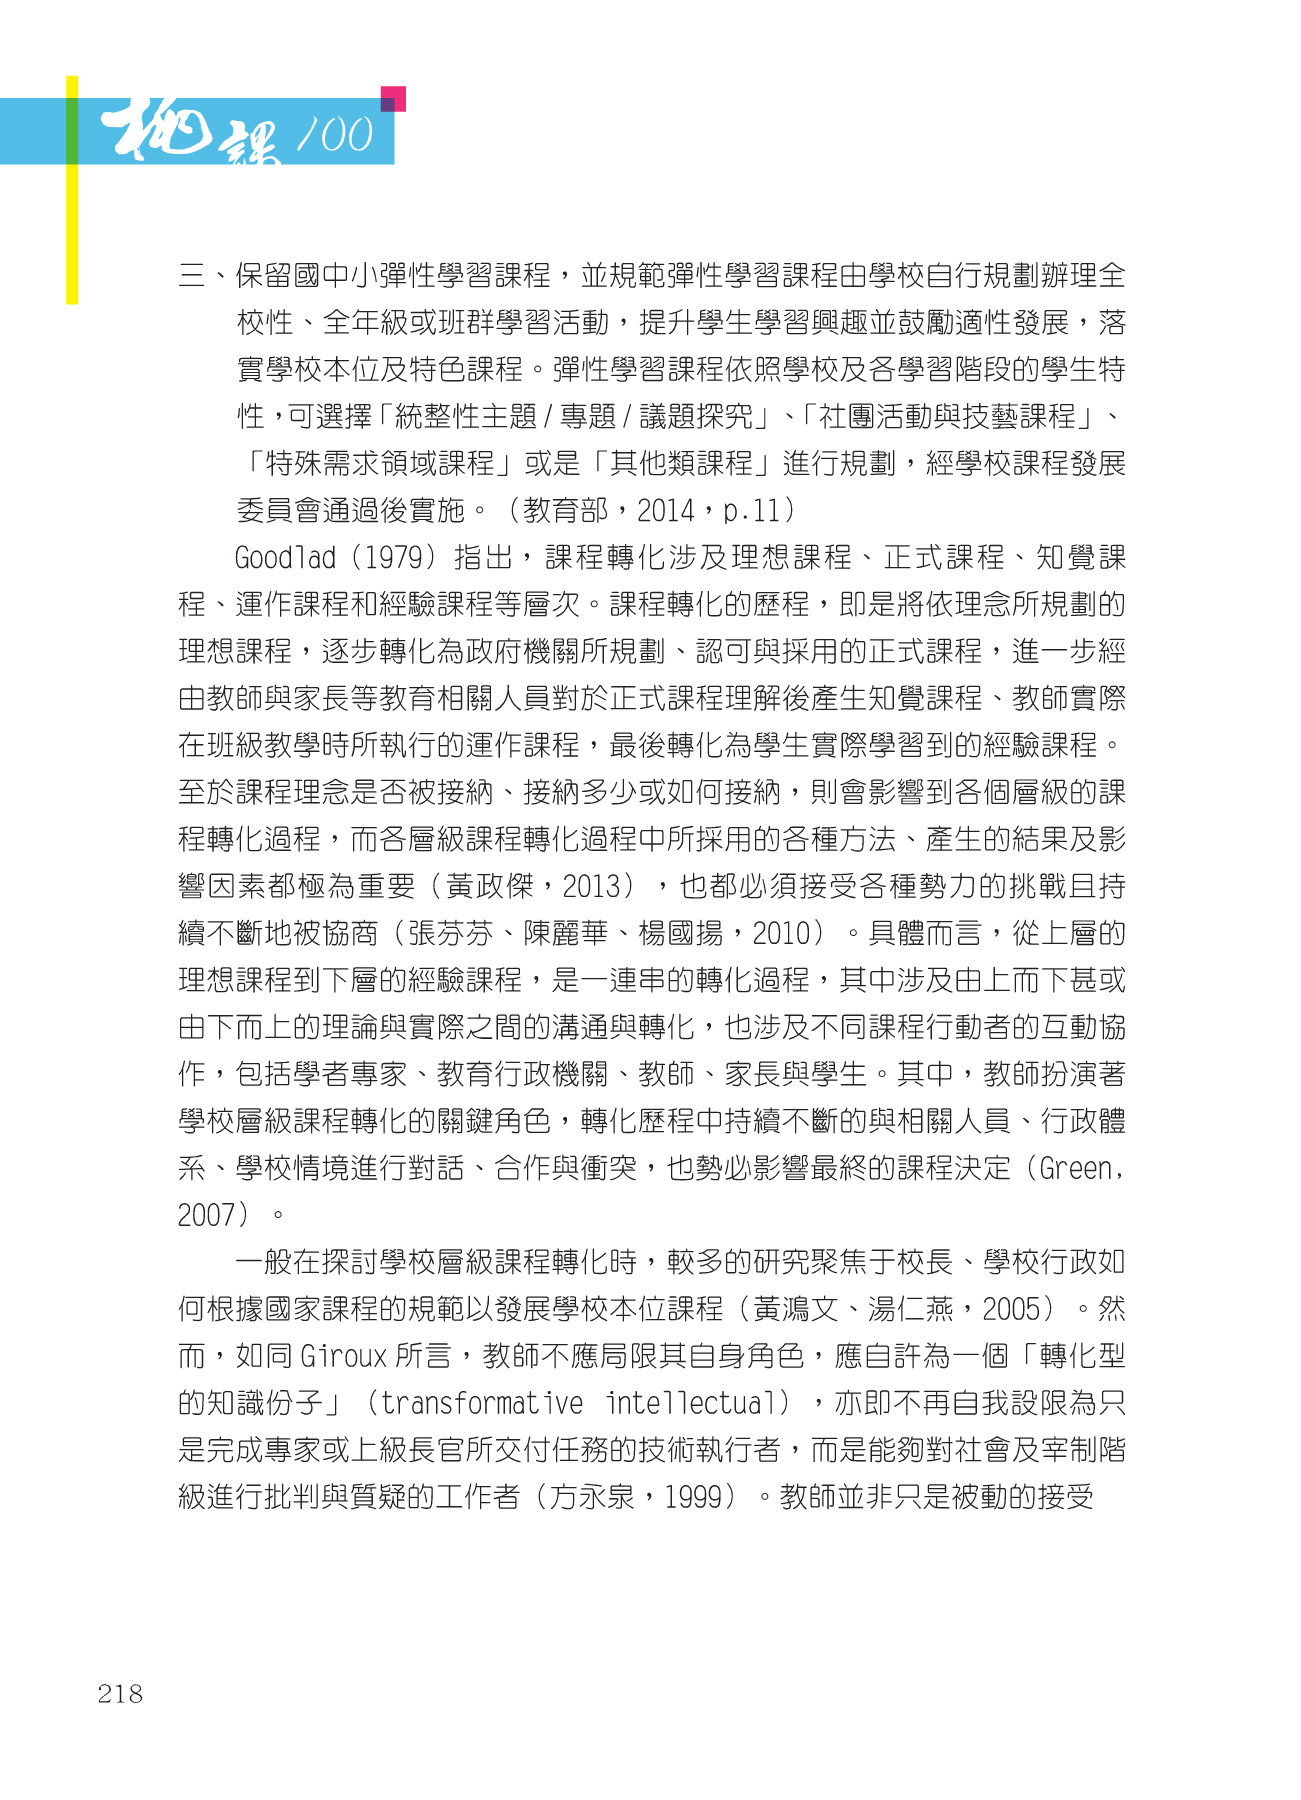 桃課100
三、保留國中小彈性學習課程，並規範彈性學習課程由學校自行規劃辦理全
校性、全年級或班群學習活動，提升學生學習興趣並鼓勵適性發展，落
實學校本位及特色課程。彈性學習課程依照學校及各學習階段的學生特
性，可選擇「統整性主題/專題/議題探究」、「社團活動與技藝課程」、
「特殊需求領域課程」或是「其他類課程」進行規劃，經學校課程發展
委員會通過後實施。（教育部，2014，p.11）
Goodlad（1979）指出，課程轉化涉及理想課程、正式課程、知覺課
程、運作課程和經驗課程等層次。課程轉化的歷程，即是將依理念所規劃的
理想課程，逐步轉化為政府機關所規劃、認可與採用的正式課程，進一步經
由教師與家長等教育相關人員對於正式課程理解後產生知覺課程、教師實際
在班級教學時所執行的運作課程，最後轉化為學生實際學習到的經驗課程。
至於課程理念是否被接納、接納多少或如何接納，則會影響到各個層級的課
程轉化過程，而各層級課程轉化過程中所採用的各種方法、產生的結果及影
響因素都極為重要（黃政傑，2013），也都必須接受各種勢力的挑戰且持
續不斷地被協商（張芬芬、陳麗華、楊國揚，2010）。具體而言，從上層的
理想課程到下層的經驗課程，是一連串的轉化過程，其中涉及由上而下甚或
由下而上的理論與實際之間的溝通與轉化，也涉及不同課程行動者的互動協
作，包括學者專家、教育行政機關、教師、家長與學生。其中，教師扮演著
學校層級課程轉化的關鍵角色，轉化歷程中持續不斷的與相關人員、行政體
系、學校情境進行對話、合作與衝突，也勢必影響最終的課程決定（Green,
2007）。
一般在探討學校層級課程轉化時，較多的研究聚焦于校長、學校行政如
何根據國家課程的規範以發展學校本位課程（黃鴻文、湯仁燕，2005）。然
而，如同 Giroux 所言，教師不應局限其自身角色，應自許為一個「轉化型
的知識份子」（transformative intellectual），亦即不再自我設限為只
是完成專家或上級長官所交付任務的技術執行者，而是能夠對社會及宰制階
級進行批判與質疑的工作者（方永泉，1999）。教師並非只是被動的接受
218